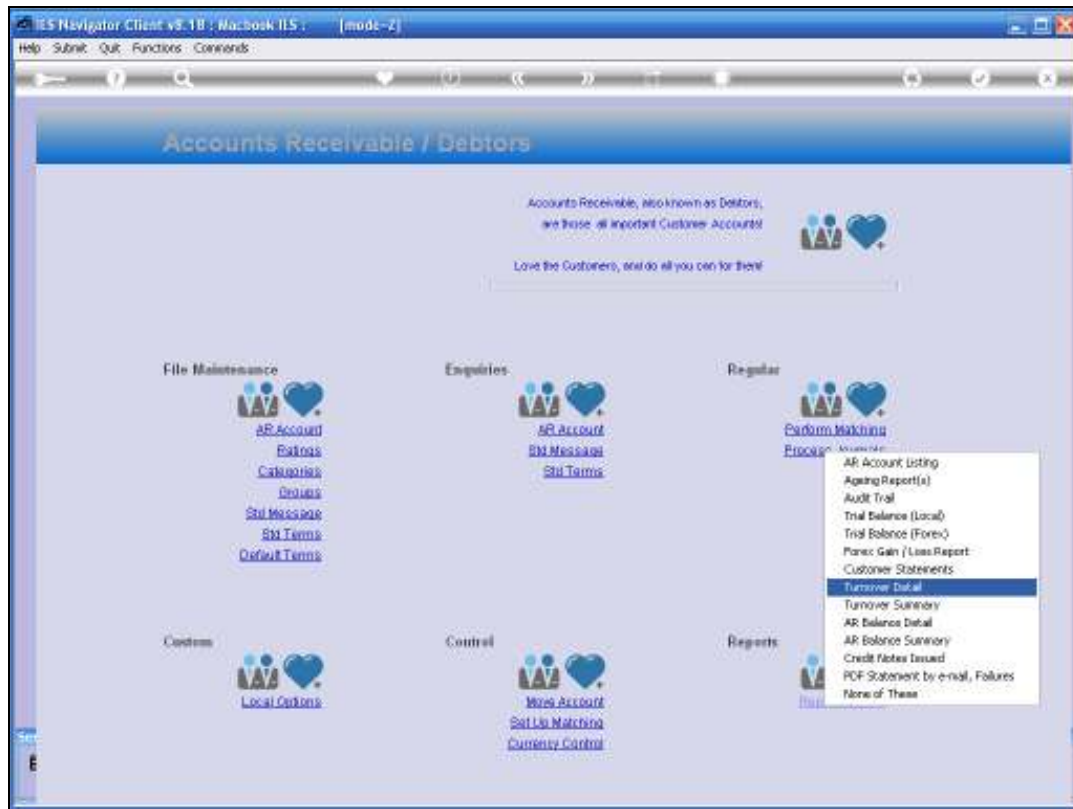 IES Navigator Client v8.1B : Macbook ILS : [mode-Z]
Help Submit Quit Functions Commands
Accounts Receivable / Debtors
Accounts Receivable, also known as Debtors,
are those all important Customer Accounts!
Love the Customers, and do all you can for them!
File Maintenance
AR Account
Ratings
Categories
Groups
Std Message
Std Terms
Default Terms
Enquiries
AR Account
Std Message
Std Terms
Regular
Perform Matching
Process Journals
AR Account Listing
Ageing Report(s)
Audit Trail
Trial Balance (Local)
Trial Balance (Forex)
Forex Gain / Loss Report
Customer Statements
Turnover Detail
Turnover Summary
AR Balance Detail
AR Balance Summary
Credit Notes Issued
PDF Statement by e-mail, Failures
None of These
Custom
Local Options
Control
Move Account
Set Up Matching
Currency Control
Reports